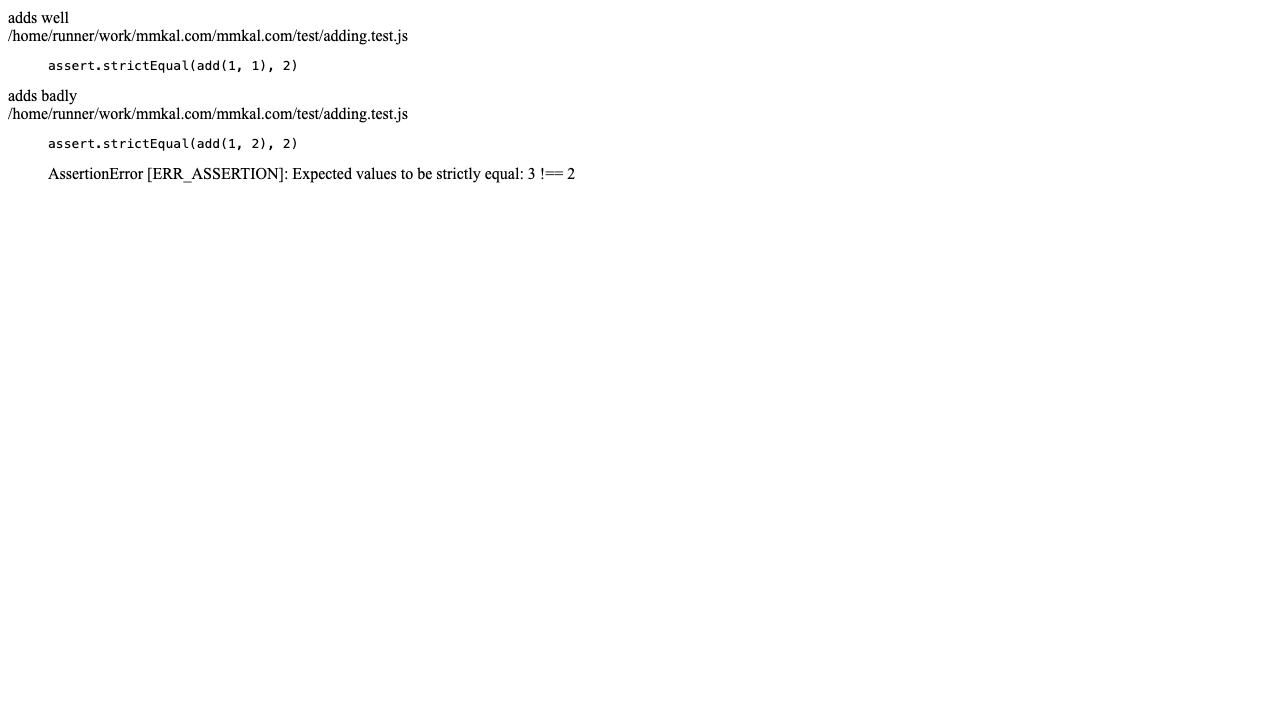 adds well
/home/runner/work/mmkal.com/mmkal.com/test/adding.test.js
assert.strictEqual(add(1, 1), 2)
adds badly
/home/runner/work/mmkal.com/mmkal.com/test/adding.test.js
assert.strictEqual(add(1, 2), 2)
AssertionError [ERR_ASSERTION]: Expected values to be strictly equal: 3 !== 2